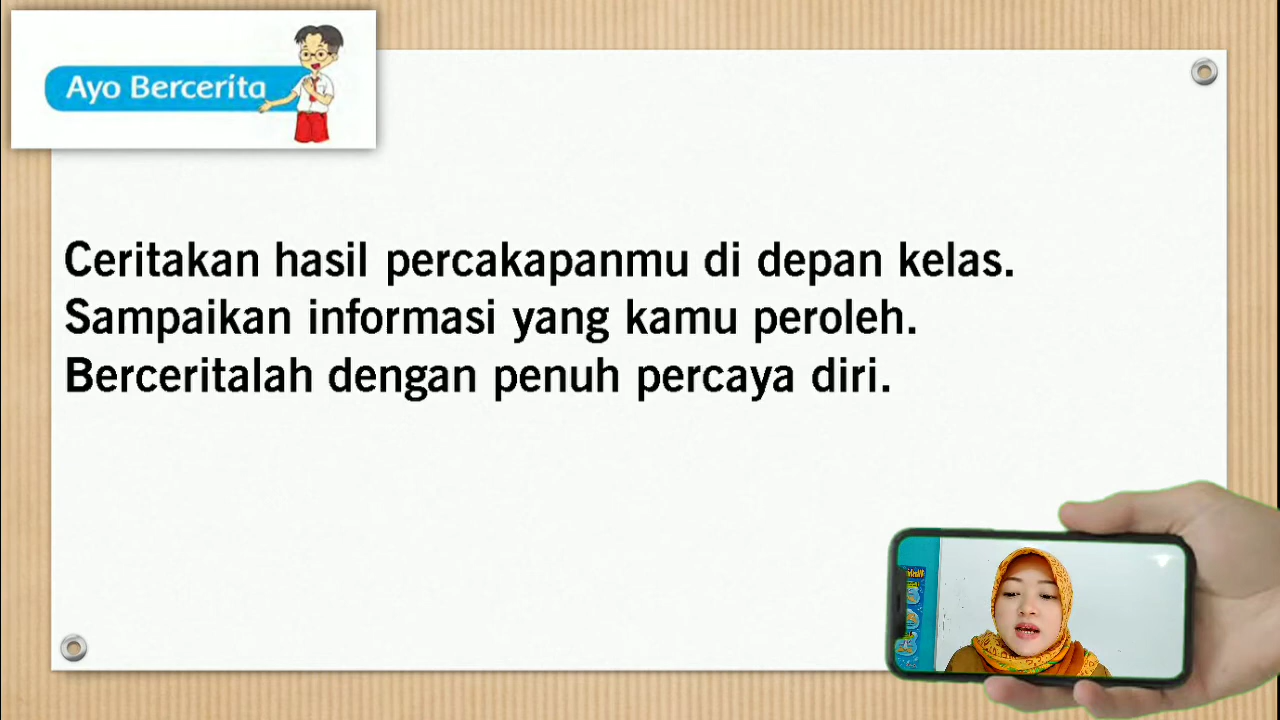 Ayo Bercerita
Ceritakan hasil percakapanmu di depan kelas.
Sampaikan informasi yang kamu peroleh.
Berceritalah dengan penuh percaya diri.